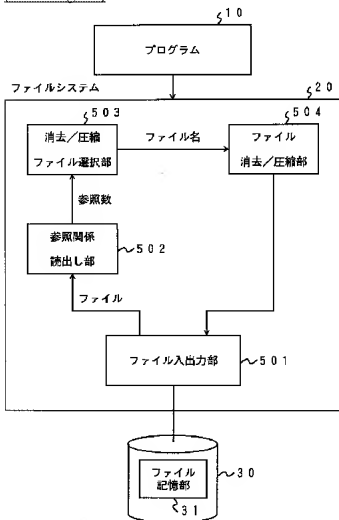 10
プログラム
ファイルシステム
20
503
504
消去/圧縮
ファイル選択部
ファイル名
ファイル
消去/圧縮部
参照数
参照関係
読出し部
502
ファイル
ファイル入出力部
501
ファイル
記憶部
30
31